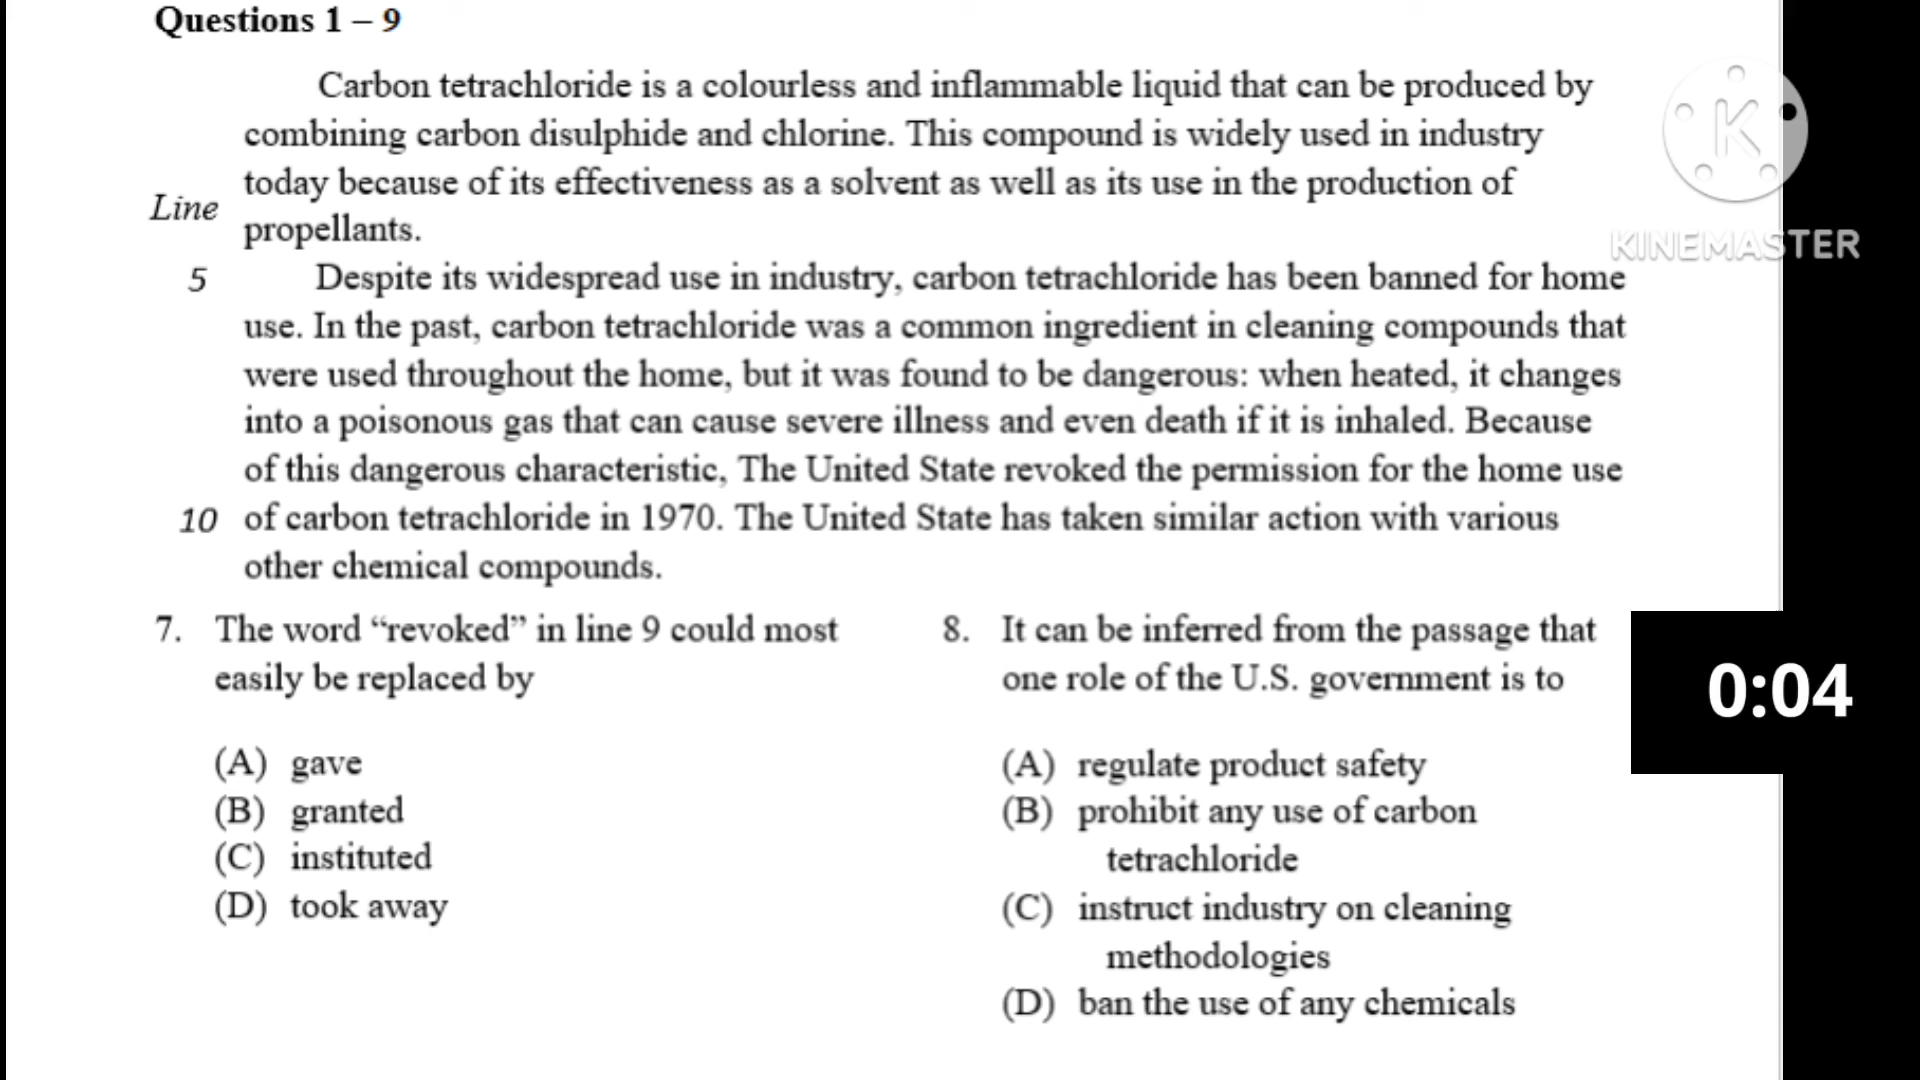 Questions 1 – 9
Carbon tetrachloride is a colourless and inflammable liquid that can be produced by
combining carbon disulphide and chlorine. This compound is widely used in industry
today because of its effectiveness as a solvent as well as its use in the production of
Line
propellants.
5 Despite its widespread use in industry, carbon tetrachloride has been banned for home
use. In the past, carbon tetrachloride was a common ingredient in cleaning compounds that
were used throughout the home, but it was found to be dangerous: when heated, it changes
into a poisonous gas that can cause severe illness and even death if it is inhaled. Because
of this dangerous characteristic, The United State revoked the permission for the home use
10 of carbon tetrachloride in 1970. The United State has taken similar action with various
other chemical compounds.
7. The word “revoked” in line 9 could most
easily be replaced by
(A) gave
(B) granted
(C) instituted
(D) took away
8. It can be inferred from the passage that
one role of the U.S. government is to
(A) regulate product safety
(B) prohibit any use of carbon
tetrachloride
(C) instruct industry on cleaning
methodologies
(D) ban the use of any chemicals
K
KINEMASTER
0:04